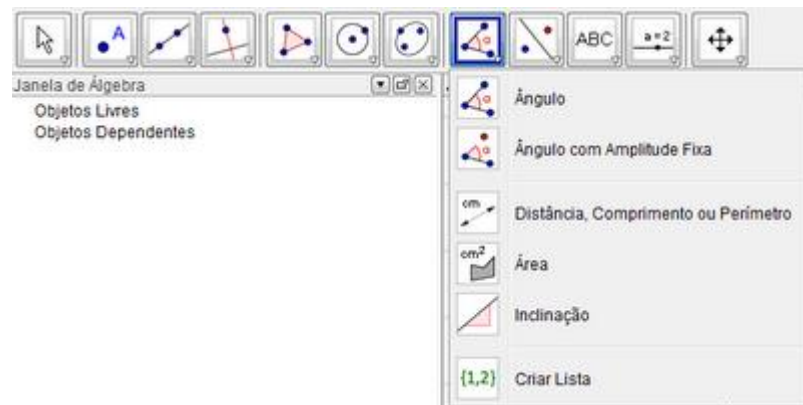 A
α
ABC
a=2
Janela de Álgebra
Objetos Livres
Objetos Dependentes
α
Ângulo
α
Ângulo com Amplitude Fixa
cm
Distância, Comprimento ou Perímetro
cm²
Área
Inclinação
{1,2}
Criar Lista